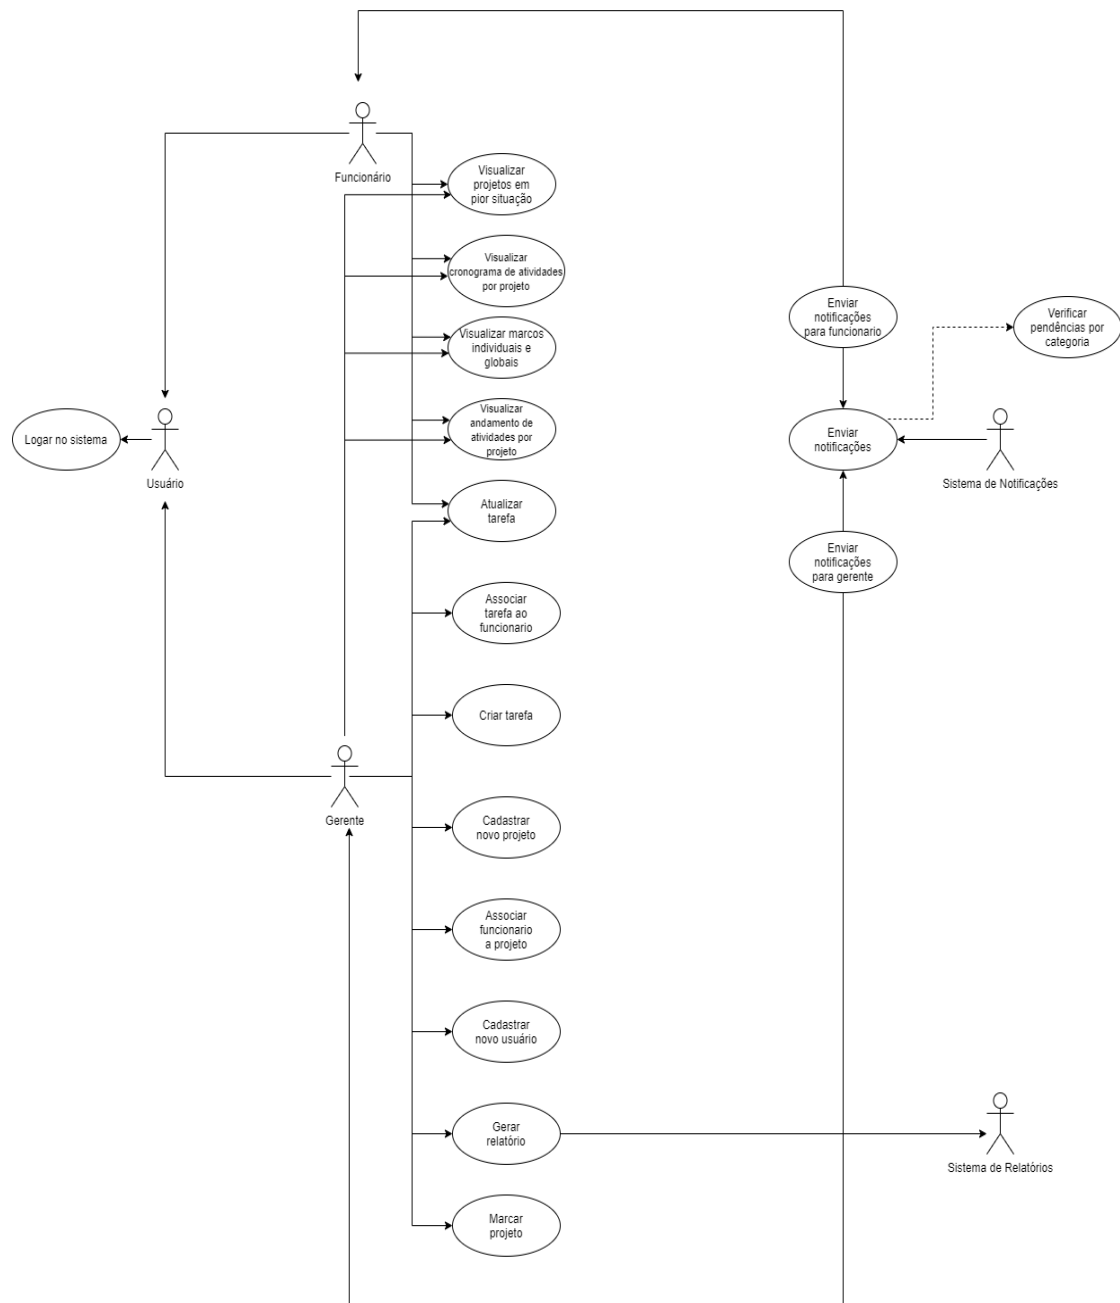 Funcionário
Visualizar
projetos em
pior situação
Visualizar
cronograma de atividades
por projeto
Visualizar marcos
individuais e
globais
Visualizar
andamento de
atividades por
projeto
Atualizar
tarefa
Associar
tarefa ao
funcionario
Criar tarefa
Cadastrar
novo projeto
Associar
funcionario
a projeto
Cadastrar
novo usuário
Gerar
relatório
Marcar
projeto
Logar no sistema
Usuário
Gerente
Enviar
notificações
para funcionario
Verificar
pendências por
categoria
Enviar
notificações
Sistema de Notificações
Enviar
notificações
para gerente
Sistema de Relatórios